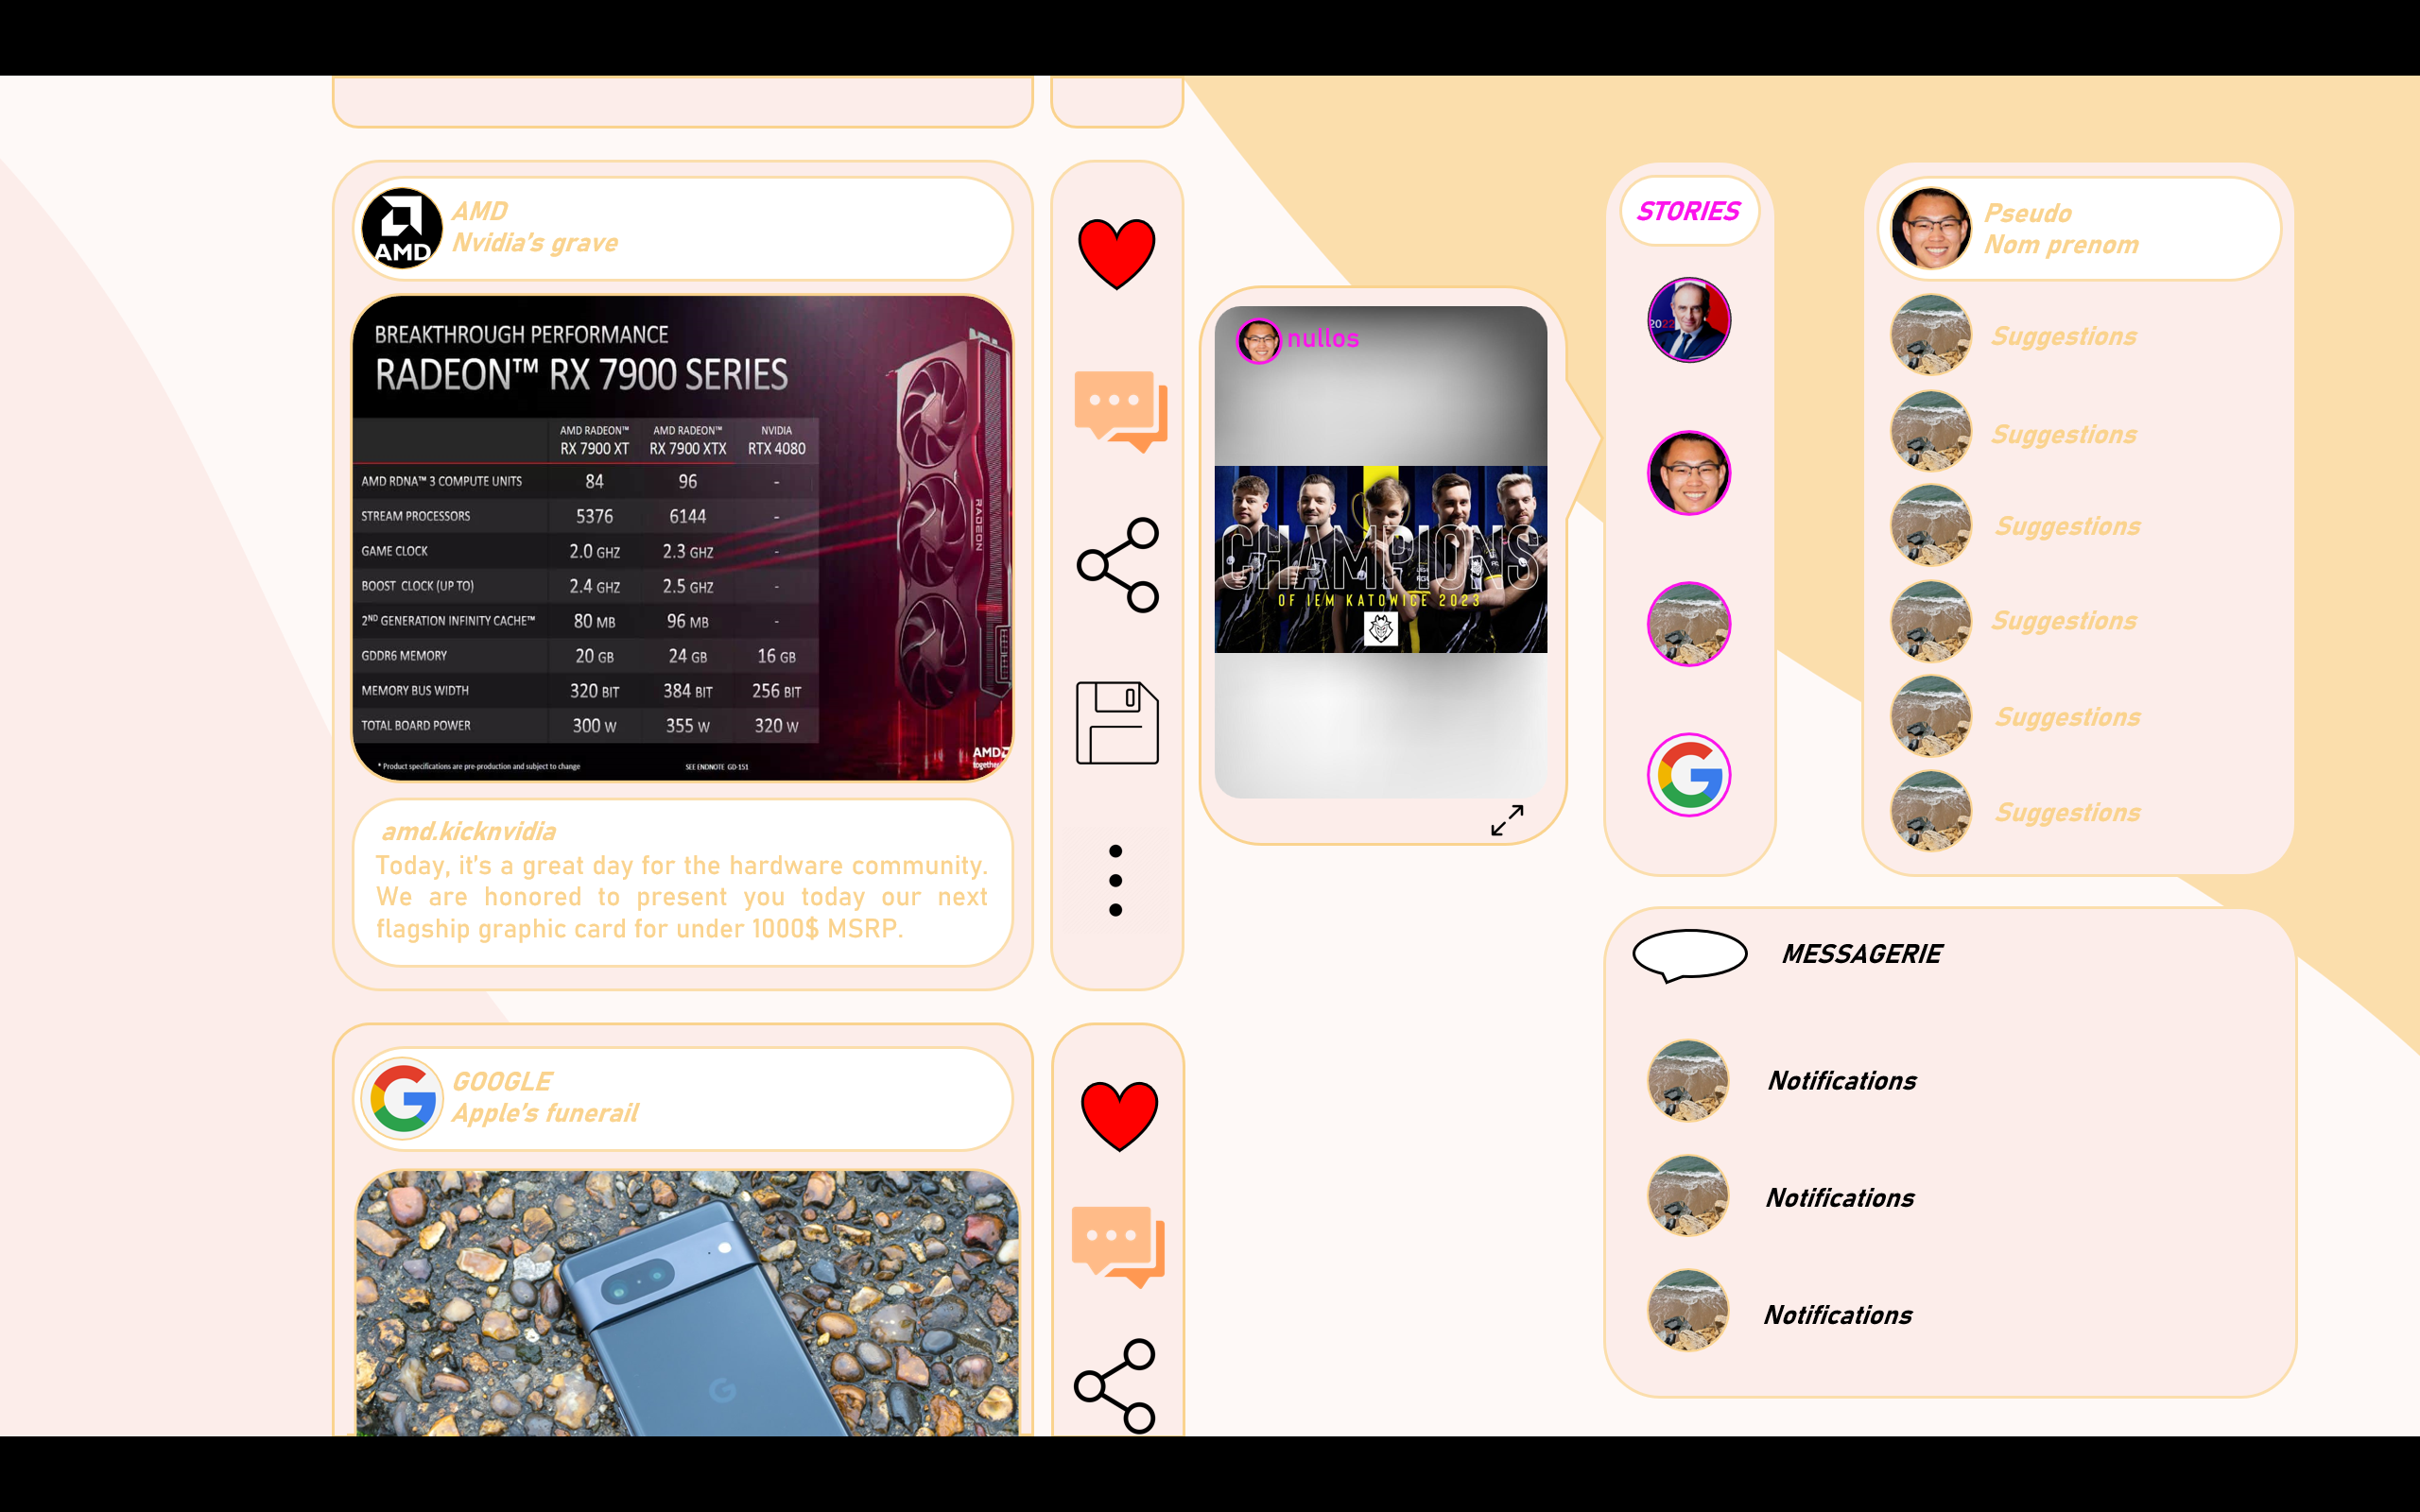 AMD
AMD
Nvidia's grave
BREAKTHROUGH PERFORMANCE
RADEON™ RX 7900 SERIES
AMD RADEON™ RX 7900 XT AMD RADEON™ RX 7900 XTX NVIDIA RTX 4080
AMD RDNA™ 3 COMPUTE UNITS 84 96 -
STREAM PROCESSORS 5376 6144 -
GAME CLOCK 2.0 GHZ 2.3 GHZ -
BOOST CLOCK (UP TO) 2.4 GHZ 2.5 GHZ -
2ND GENERATION INFINITY CACHE™ 80 MB 96 MB -
GDDR6 MEMORY 20 GB 24 GB 16 GB
MEMORY BUS WIDTH 320 BIT 384 BIT 256 BIT
TOTAL BOARD POWER 300 W 355 W 320 W
* Product specifications are pre-production and subject to change SEE ENDNOTE GD-151
RADEON
AMD
together
amd.kicknvidia
Today, it's a great day for the hardware community.
We are honored to present you today our next
flagship graphic card for under 1000$ MSRP.
GOOGLE
Apple's funerail
nullos
CHAMPIONS
OF IEM KATOWICE 2023
STORIES
2022
Pseudo
Nom prenom
Suggestions
Suggestions
Suggestions
Suggestions
Suggestions
Suggestions
MESSAGERIE
Notifications
Notifications
Notifications